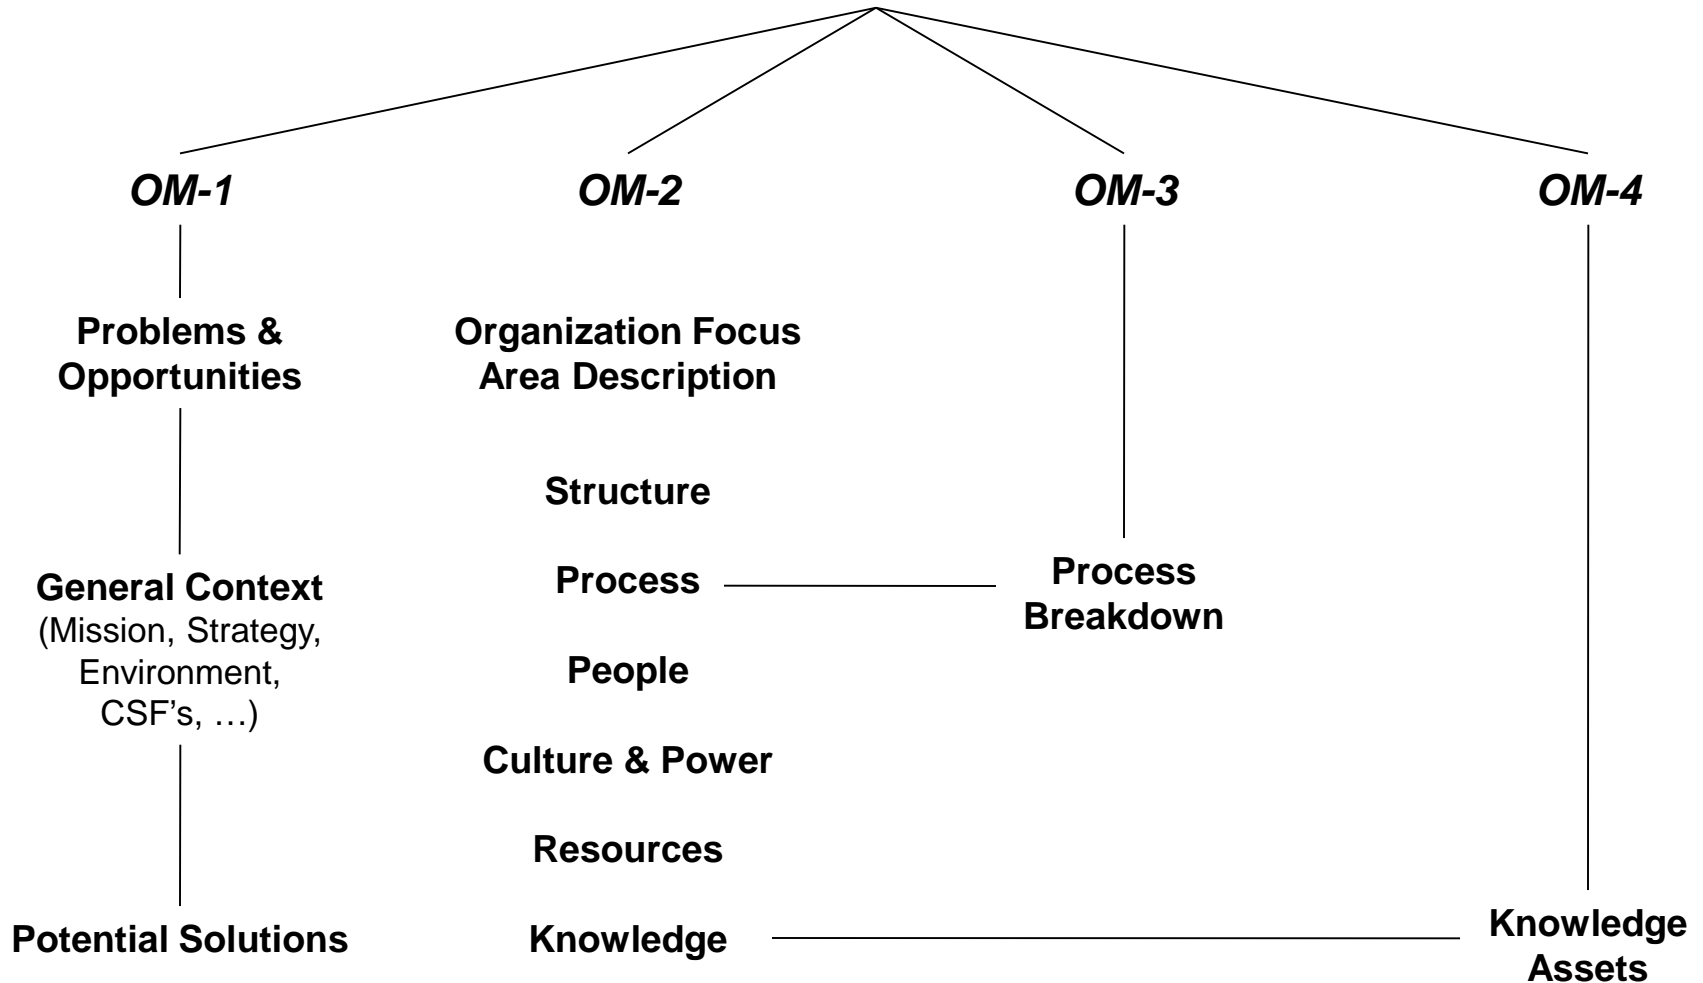 OM-1
OM-2
OM-3
OM-4
Problems &
Opportunities
General Context
(Mission, Strategy,
Environment,
CSF’s, …)
Potential Solutions
Organization Focus
Area Description
Structure
Process
People
Culture & Power
Resources
Knowledge
Process
Breakdown
Knowledge
Assets